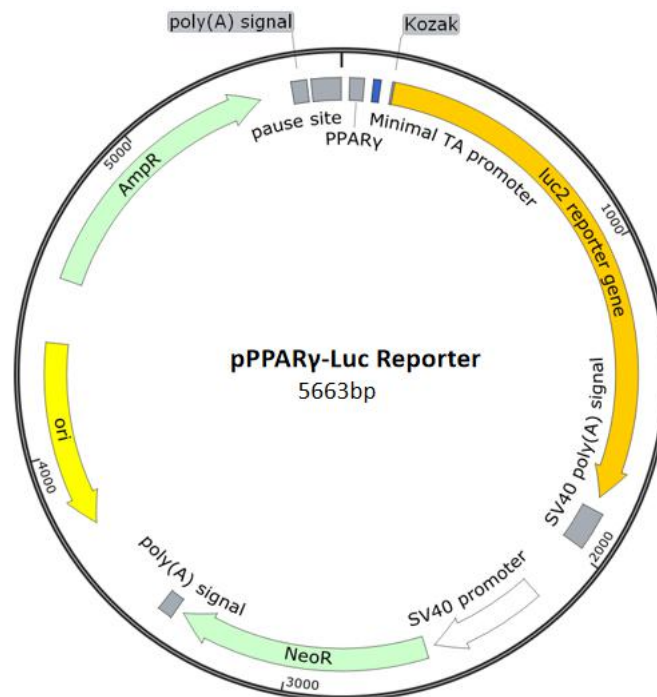 poly(A) signal
Kozak
pause site
PPARγ
Minimal TA promoter
luc2 reporter gene
1000
SV40 poly(A) signal
2000
SV40 promoter
NeoR
3000
poly(A) signal
ori
4000
AmpR
5000
pPPARγ-Luc Reporter
5663bp